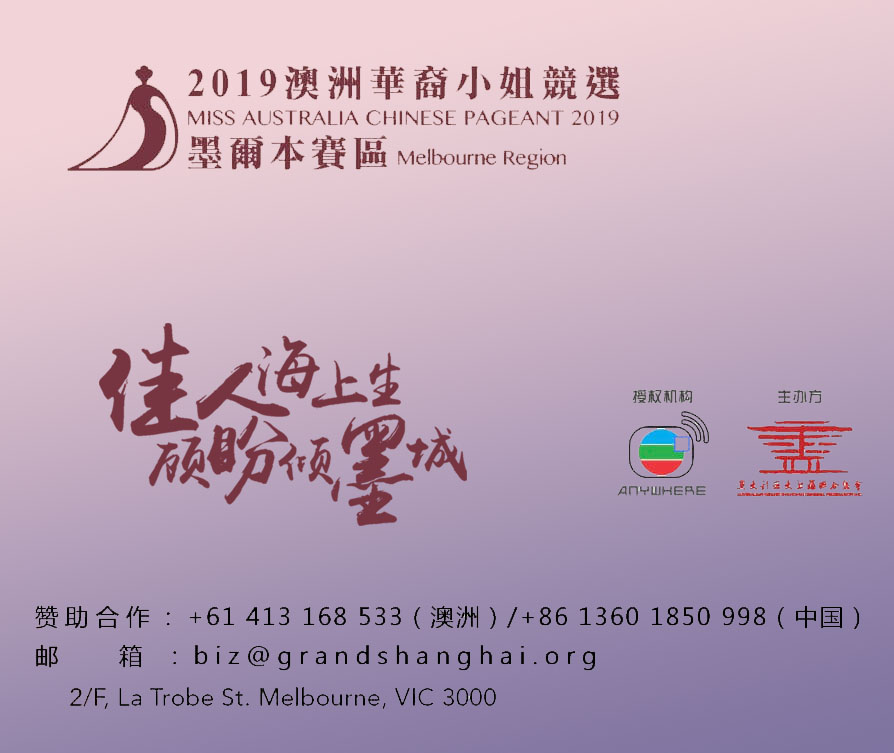 2019澳洲華裔小姐競選
MISS AUSTRALIA CHINESE PAGEANT 2019
墨爾本賽區 Melbourne Region
佳人海上生
顾盼倾墨城
授权机构
主办方
ANYWHERE
赞助合作：+61 413 168 533（澳洲）/+86 1360 1850 998（中国）
邮 箱：biz@grandshanghai.org
2/F, La Trobe St. Melbourne, VIC 3000